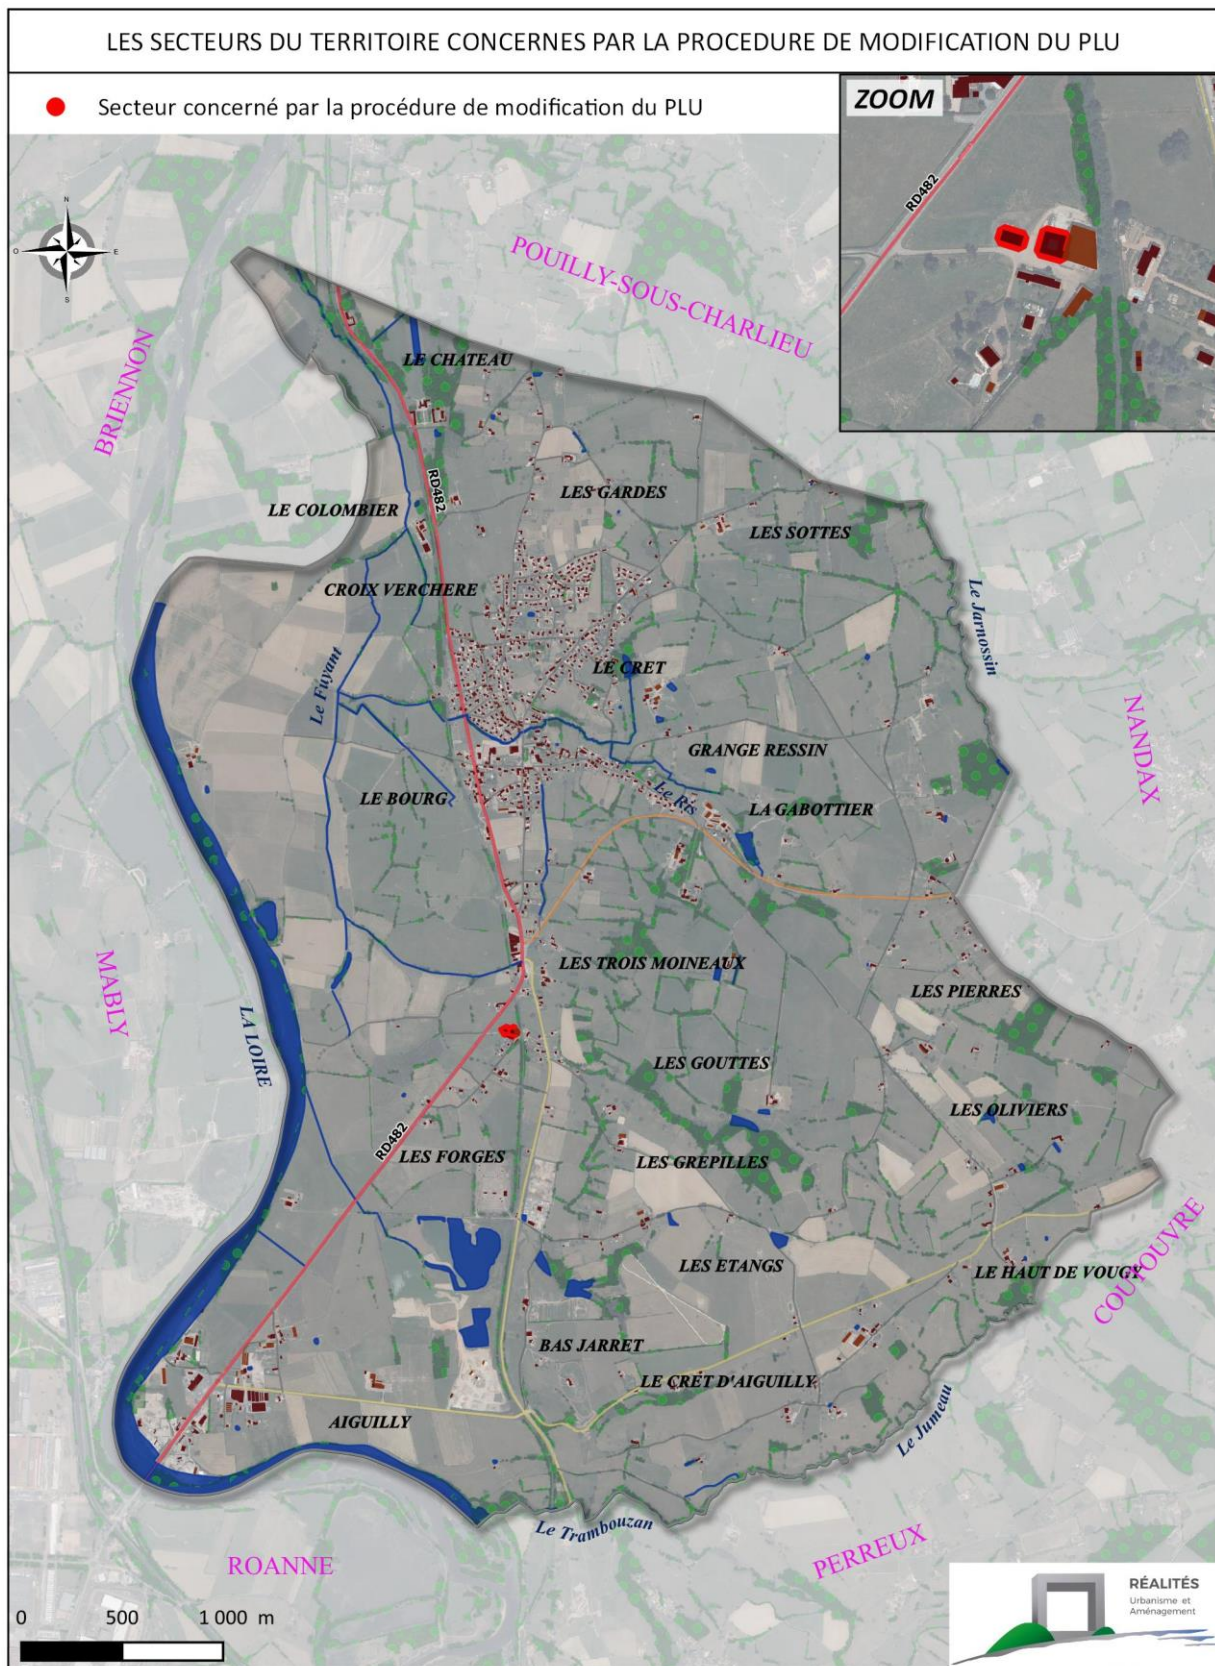 LES SECTEURS DU TERRITOIRE CONCERNES PAR LA PROCEDURE DE MODIFICATION DU PLU
Secteur concerné par la procédure de modification du PLU
ZOOM
RD482
N
O
E
S
POUILLY-SOUS-CHARLIEU
BRIENNON
LE CHATEAU
RD482
LES GARDES
LE COLOMBIER
LES SOTTES
CROIX VERCHERE
Le Jarnossin
Le Fuyant
LE CRET
NANDAX
GRANGE RESSIN
LE BOURG
Le Ris
LA GABOTTIER
MABLY
LES TROIS MOINEAUX
LES PIERRES
LA LOIRE
LES GOUTTES
LES OLIVIERS
RD482
LES FORGES
LES GREPILLES
COUTOUVRE
LES ETANGS
LE HAUT DE VOUGY
BAS JARRET
LE CRET D'AIGUILLY
AIGUILLY
Le Jumeau
Le Trambouzan
ROANNE
PERREUX
RÉALITÉS
Urbanisme et
Aménagement
0 500 1 000 m